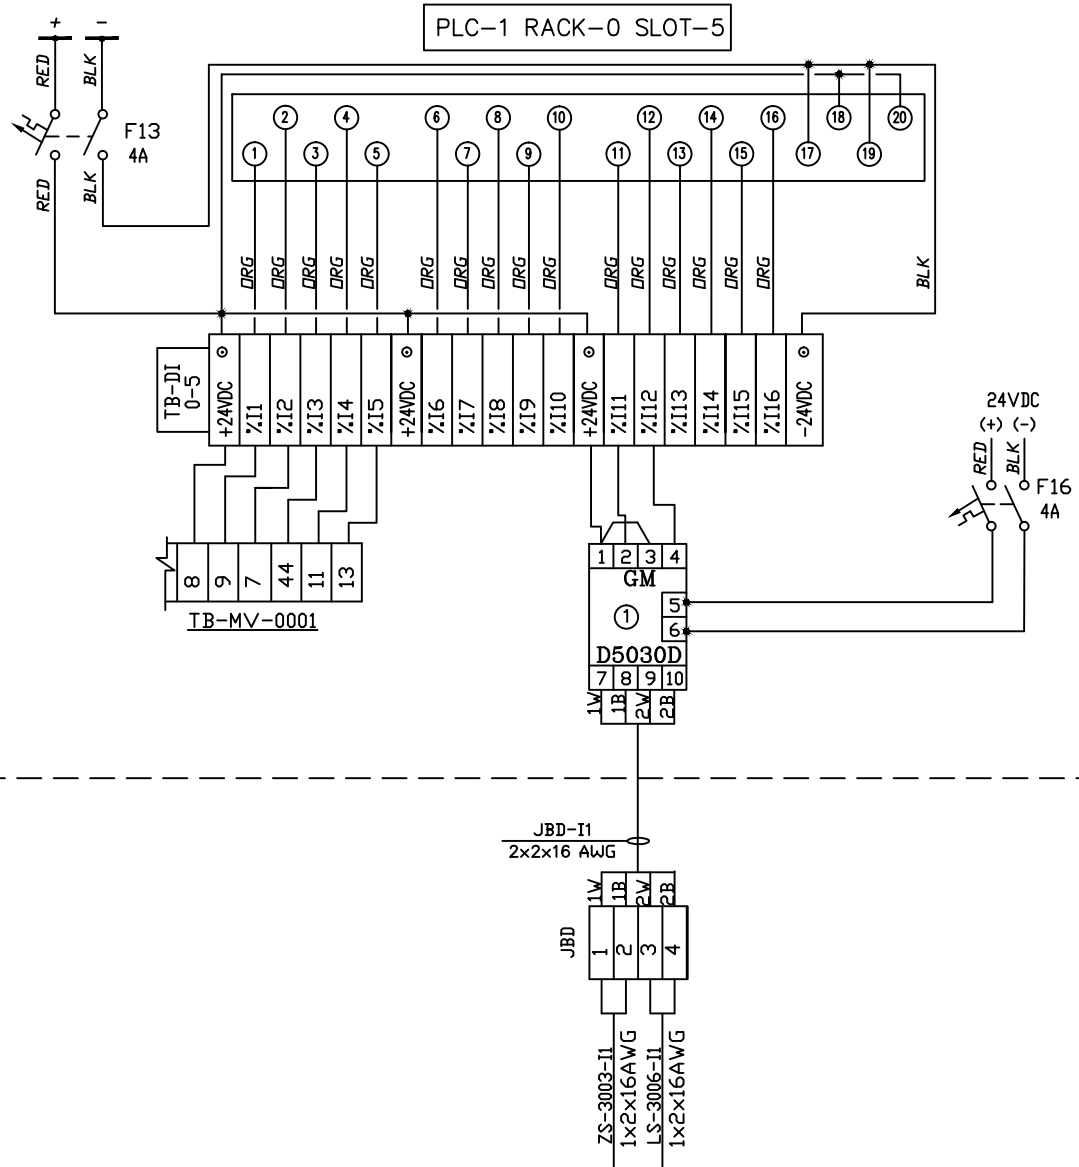 PLC-1 RACK-0 SLOT-5
+ -
RED BLK
F13
4A
RED BLK
2 4 6 8 10 12 14 16 18 20
1 3 5 7 9 11 13 15 17 19
ORG ORG ORG ORG ORG ORG ORG ORG ORG ORG ORG ORG ORG ORG ORG ORG BLK
TB-DI
0-5
+24VDC %I1 %I2 %I3 %I4 %I5 +24VDC %I6 %I7 %I8 %I9 %I10 +24VDC %I11 %I12 %I13 %I14 %I15 %I16 -24VDC
24VDC
(+) (-)
RED BLK
F16
4A
8 9 7 44 11 13
TB-MV-0001
1 2 3 4
GM
5
1
6
D5030D
7 8 9 10
1W 1B 2W 2B
JBD-I1
2x2x16 AWG
1W 1B 2W 2B
JBD
1 2 3 4
ZS-3003-I1
1x2x16AWG
LS-3006-I1
1x2x16AWG